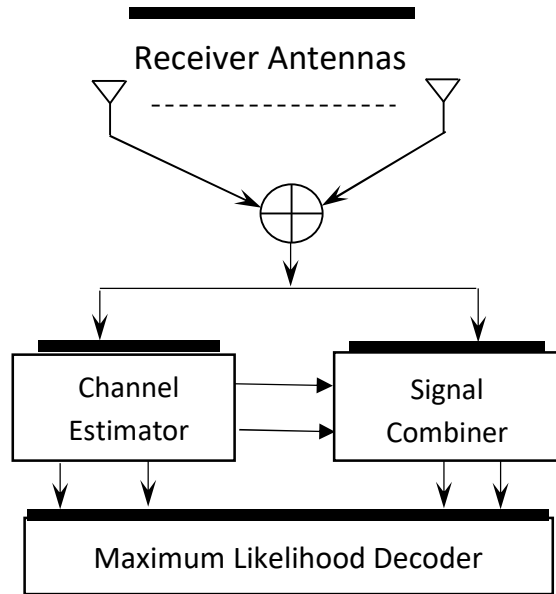 Receiver Antennas
Channel
Estimator
Signal
Combiner
Maximum Likelihood Decoder